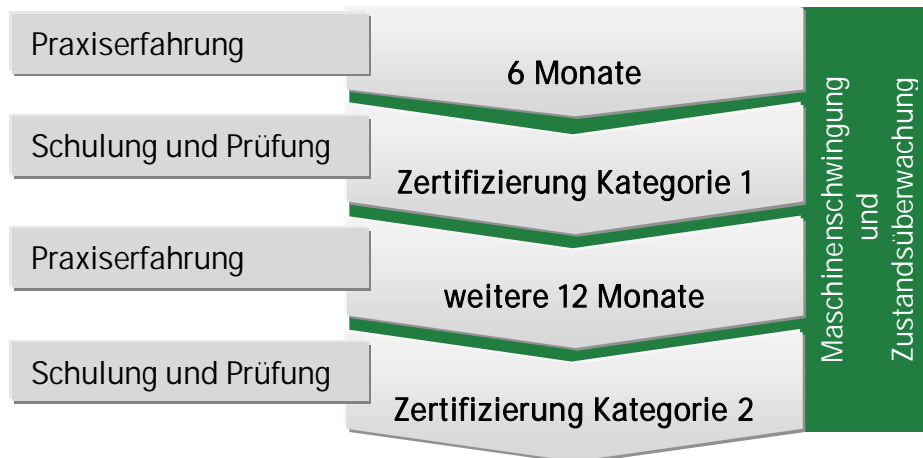 Praxiserfahrung
6 Monate
Schulung und Prüfung
Zertifizierung Kategorie 1
Praxiserfahrung
weitere 12 Monate
Schulung und Prüfung
Zertifizierung Kategorie 2
Maschinenschwingung
und
Zustandsüberwachung